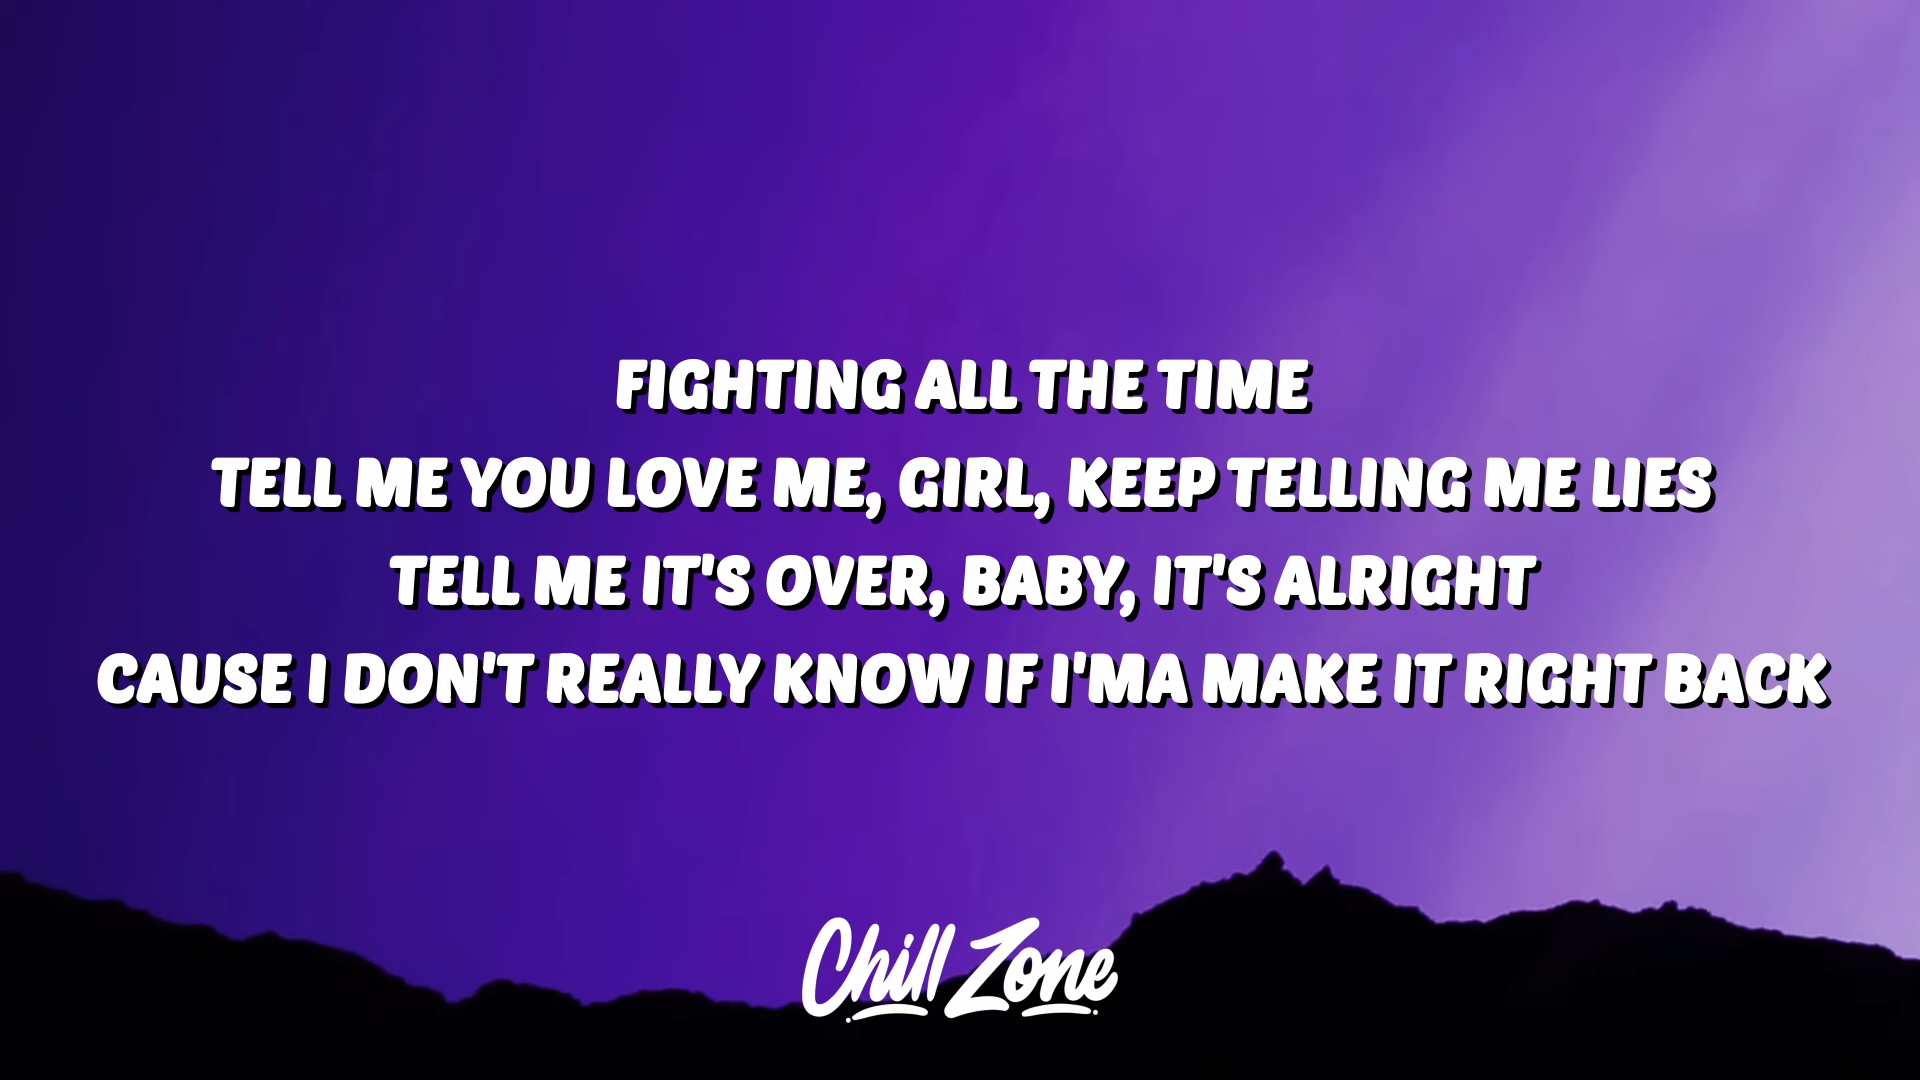 FIGHTING ALL THE TIME
TELL ME YOU LOVE ME, GIRL, KEEP TELLING ME LIES
TELL ME IT'S OVER, BABY, IT'S ALRIGHT
CAUSE I DON'T REALLY KNOW IF I'MA MAKE IT RIGHT BACK
Chill Zone